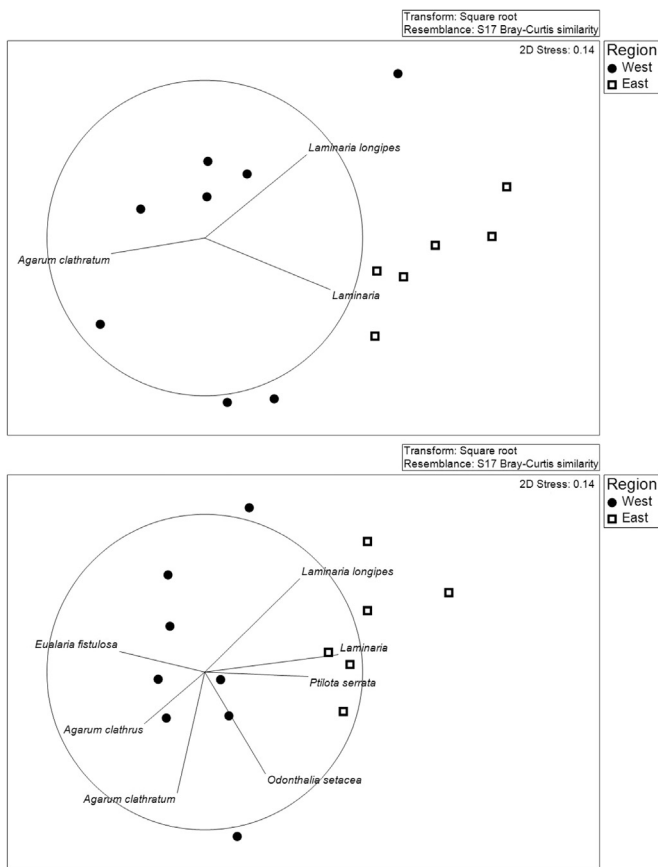 Transform: Square root
Resemblance: S17 Bray-Curtis similarity
2D Stress: 0.14
Region
West
East
Laminaria longipes
Agarum clathratum
Laminaria
Transform: Square root
Resemblance: S17 Bray-Curtis similarity
2D Stress: 0.14
Region
West
East
Laminaria longipes
Eualaria fistulosa
Laminaria
Ptilota serrata
Agarum clathrus
Odonthalia setacea
Agarum clathratum